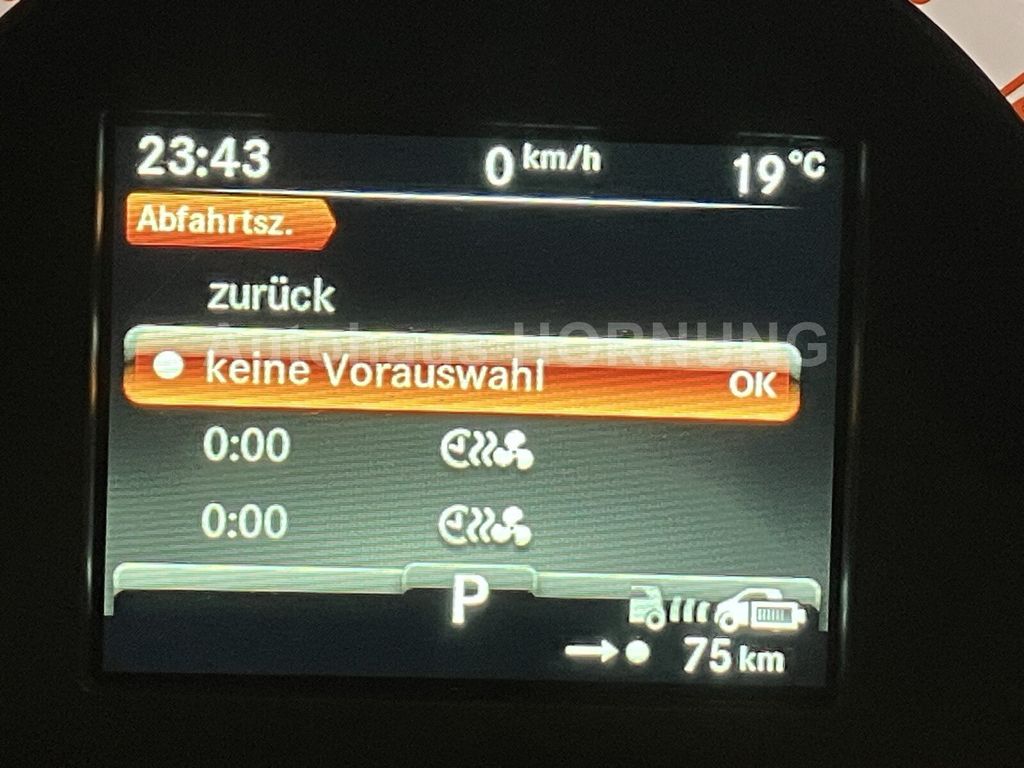 23:43 0 km/h 19°C
Abfahrtsz.
zurück
Autohaus HORNUNG
keine Vorauswahl OK
0:00
0:00
P
75 km